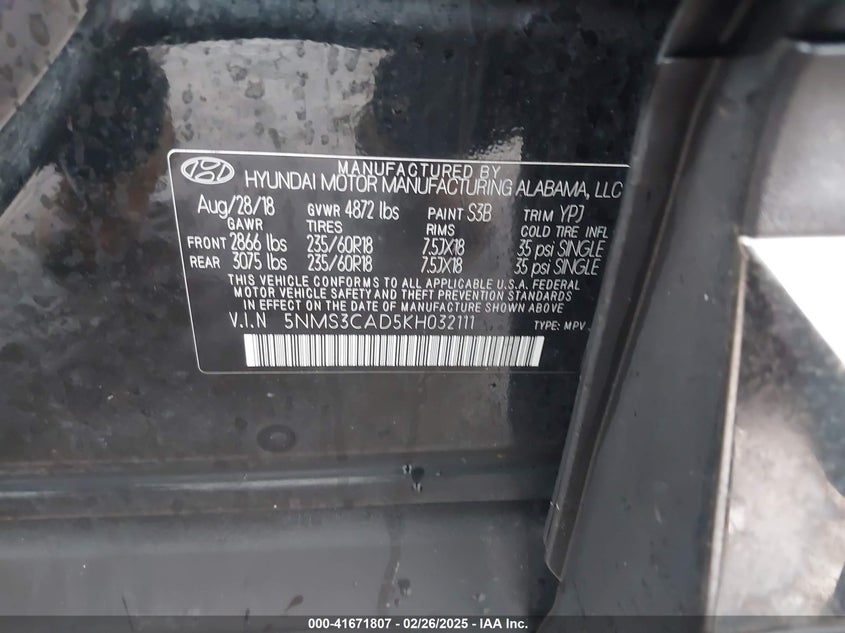 MANUFACTURED BY
HYUNDAI MOTOR MANUFACTURING ALABAMA, LLC
Aug/28/18 GVWR 4872 lbs PAINT S3B TRIM YPJ
GAWR TIRES RIMS COLD TIRE INFL
FRONT 2866 lbs 235/60R18 7.5JX18 35 psi SINGLE
REAR 3075 lbs 235/60R18 7.5JX18 35 psi SINGLE
THIS VEHICLE CONFORMS TO ALL APPLICABLE U.S.A. FEDERAL
MOTOR VEHICLE SAFETY AND THEFT PREVENTION STANDARDS
IN EFFECT ON THE DATE OF MANUFACTURE SHOWN ABOVE
V.I.N 5NMS3CAD5KH032111 TYPE: MPV
000-41671807 - 02/26/2025 - IAA Inc.